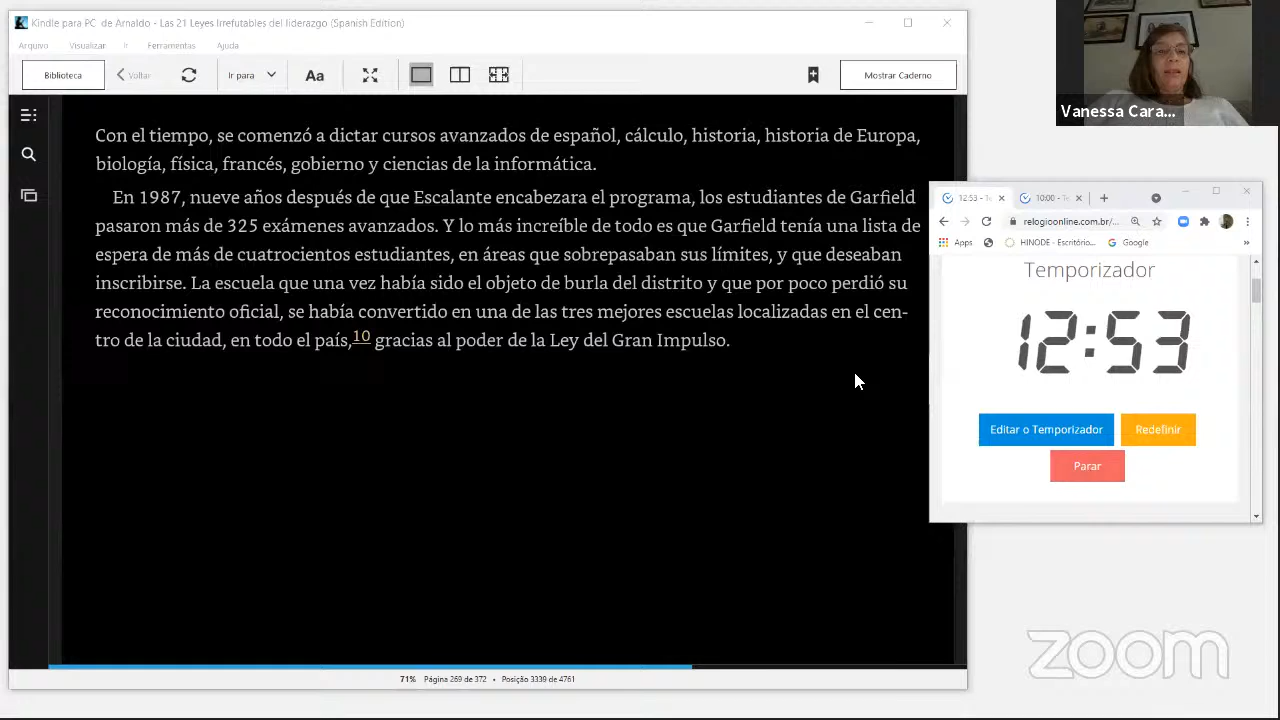 Kindle para PC de Arnaldo - Las 21 Leyes Irrefutables del liderazgo (Spanish Edition)
Arquivo Visualizar Ir Ferramentas Ajuda
Biblioteca Voltar Ir para Aa Mostrar Caderno
Con el tiempo, se comenzó a dictar cursos avanzados de español, cálculo, historia, historia de Europa,
biología, física, francés, gobierno y ciencias de la informática.
En 1987, nueve años después de que Escalante encabezara el programa, los estudiantes de Garfield
pasaron más de 325 exámenes avanzados. Y lo más increíble de todo es que Garfield tenía una lista de
espera de más de cuatrocientos estudiantes, en áreas que sobrepasaban sus límites, y que deseaban
inscribirse. La escuela que una vez había sido el objeto de burla del distrito y que por poco perdió su
reconocimiento oficial, se había convertido en una de las tres mejores escuelas localizadas en el cen-
tro de la ciudad, en todo el país,10 gracias al poder de la Ley del Gran Impulso.
71% Página 269 de 372 • Posição 3339 de 4761
Vanessa Cara...
12:53 - Te 10:00 - Te
relogioonline.com.br/...
Apps HINODE - Escritório... Google »
Temporizador
12:53
Editar o Temporizador Redefinir
Parar
zoom